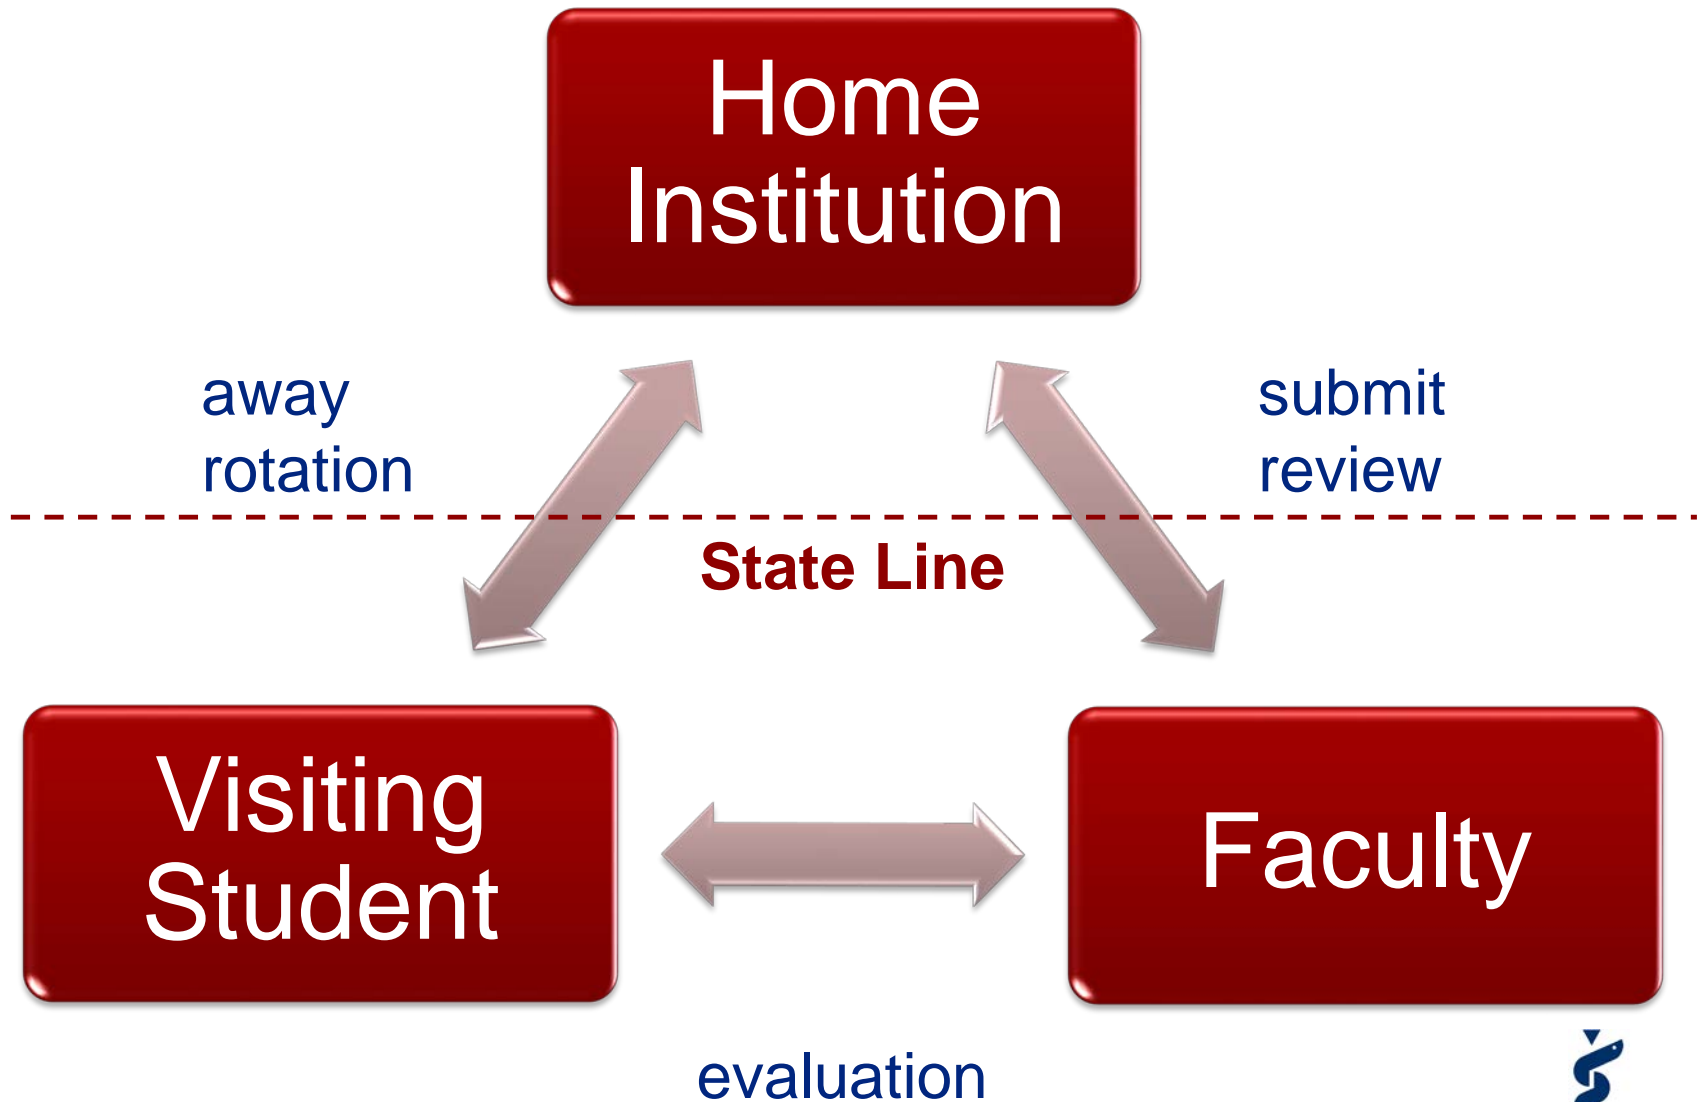 Home
Institution
away
rotation
submit
review
State Line
Visiting
Student
Faculty
evaluation